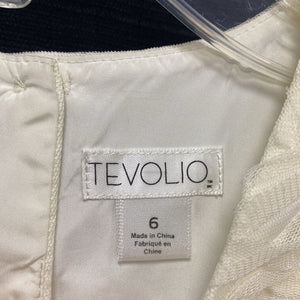 TEVOLIO
6
Made in China
Fabriqué en
Chine